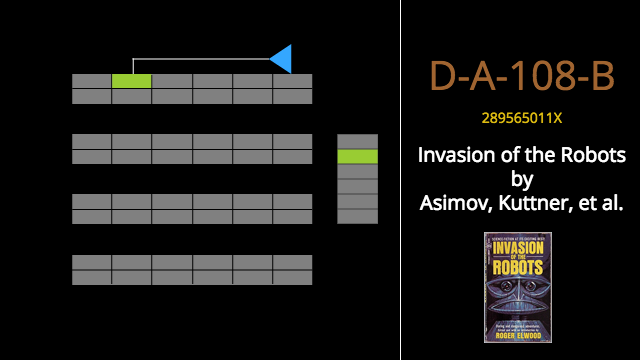 D-A-108-B
289565011X
Invasion of the Robots
by
Asimov, Kuttner, et al.
INVASION
OF THE
ROBOTS
ROGER ELWOOD